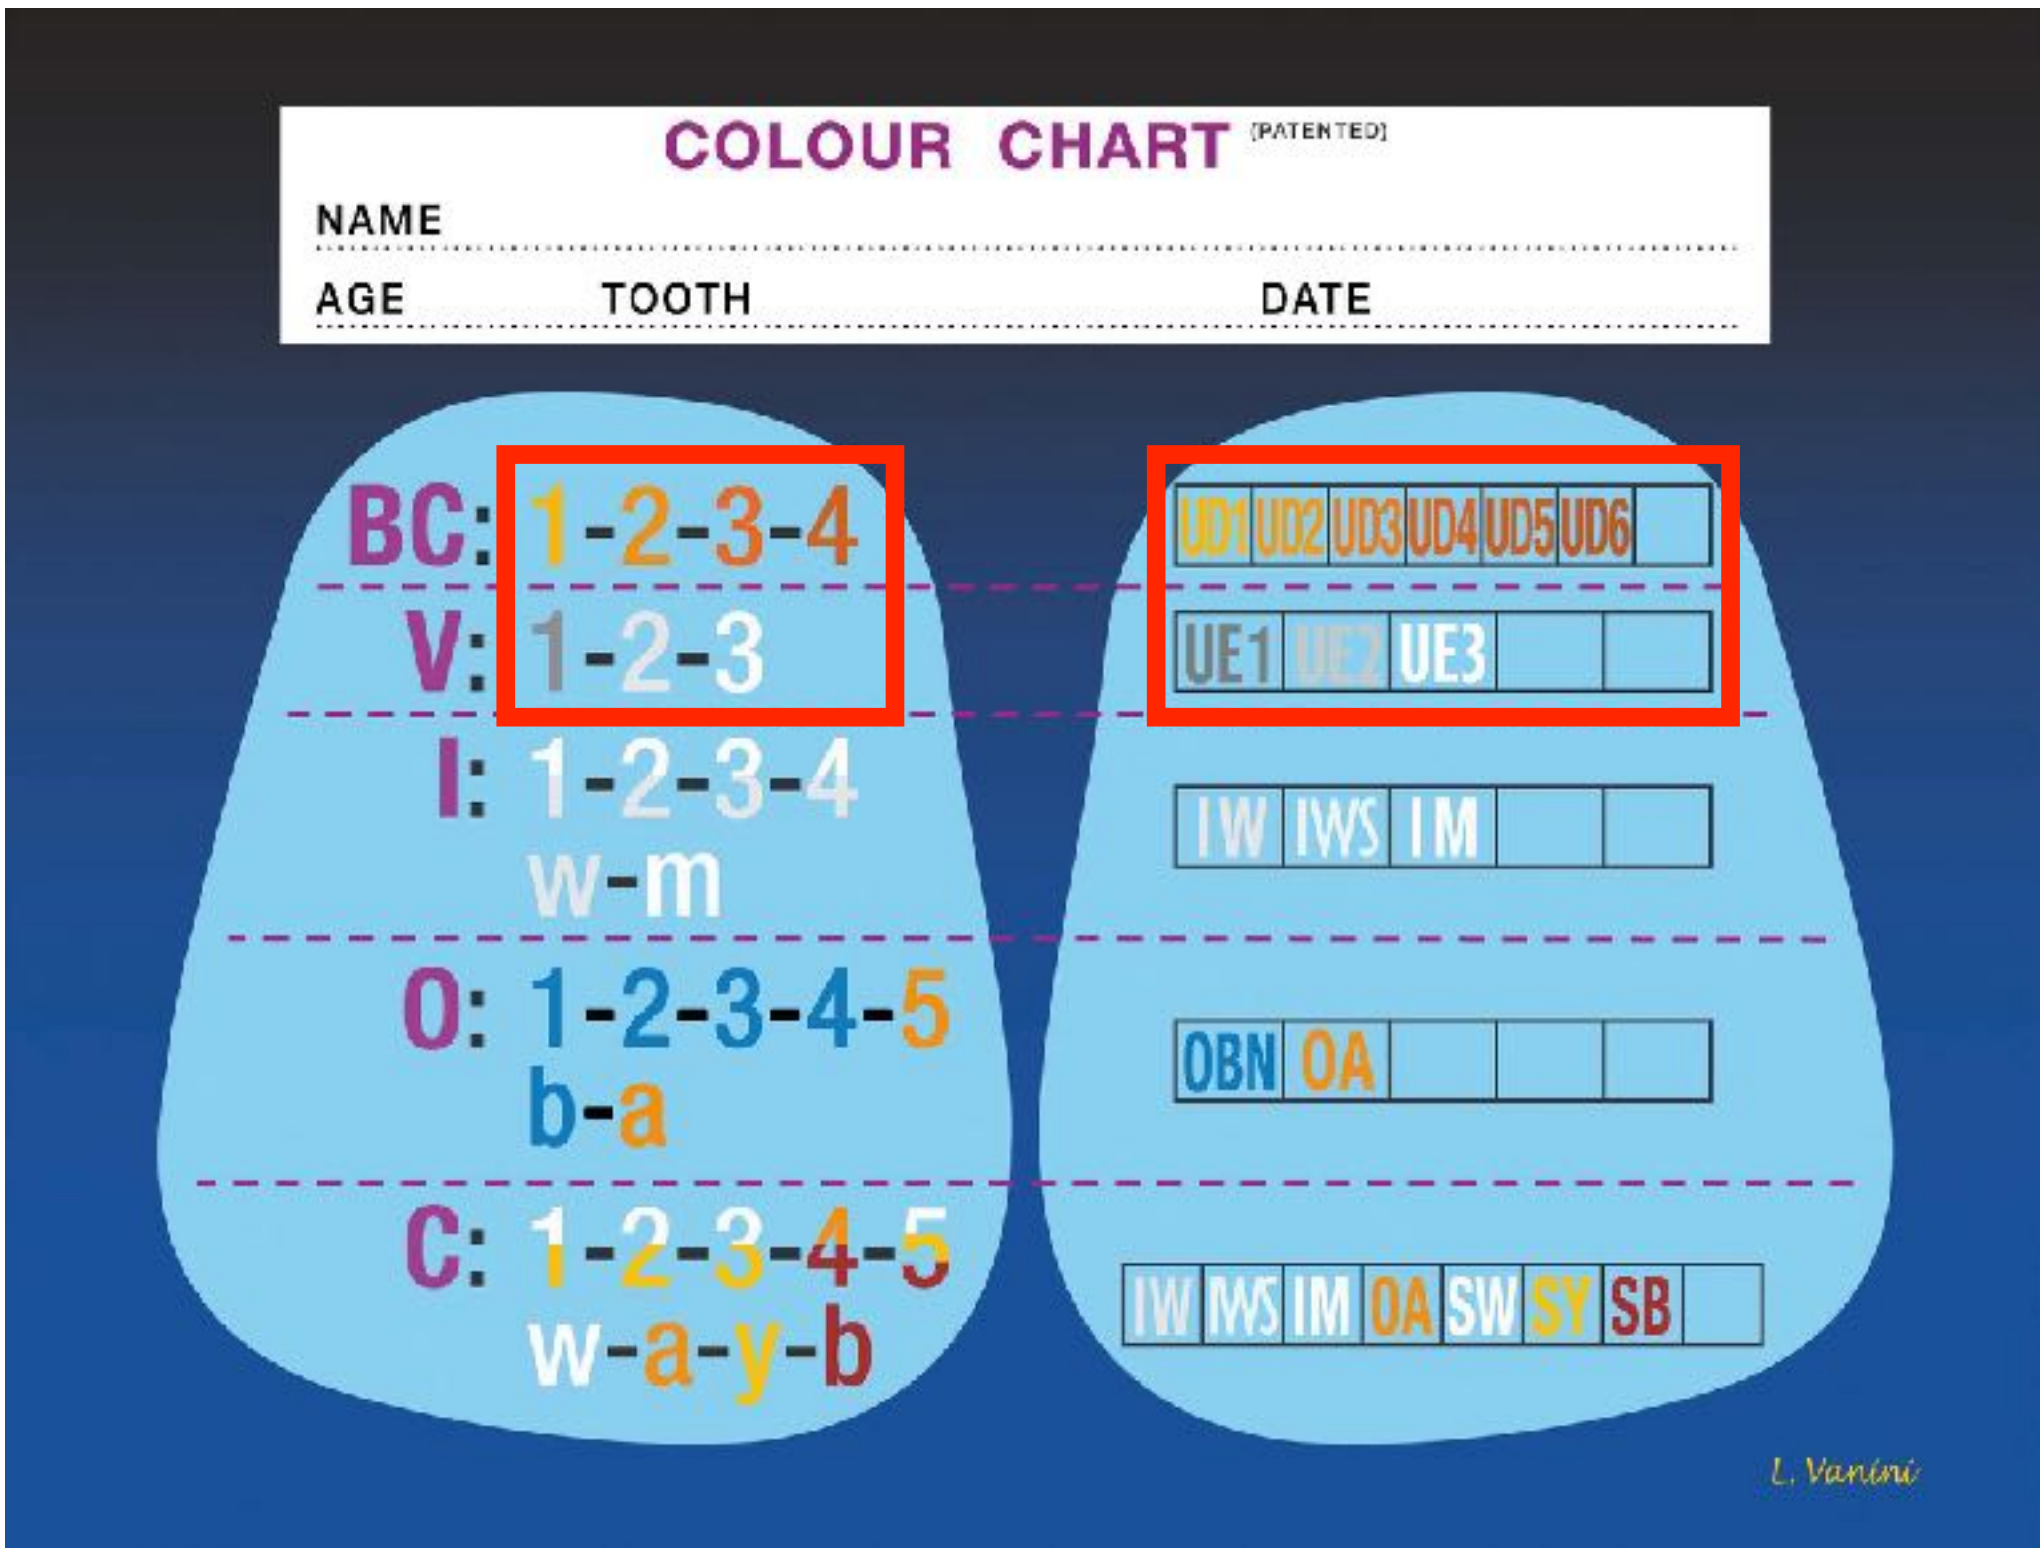 COLOUR CHART (PATENTED)
NAME
AGE TOOTH DATE
BC: 1-2-3-4
V: 1-2-3
I: 1-2-3-4
w-m
O: 1-2-3-4-5
b-a
C: 1-2-3-4-5
w-a-y-b
UD1 UD2 UD3 UD4 UD5 UD6
UE1 UE2 UE3
IW IWS IM
OBN OA
IW IWS IM OA SW SY SB
L. Vanini